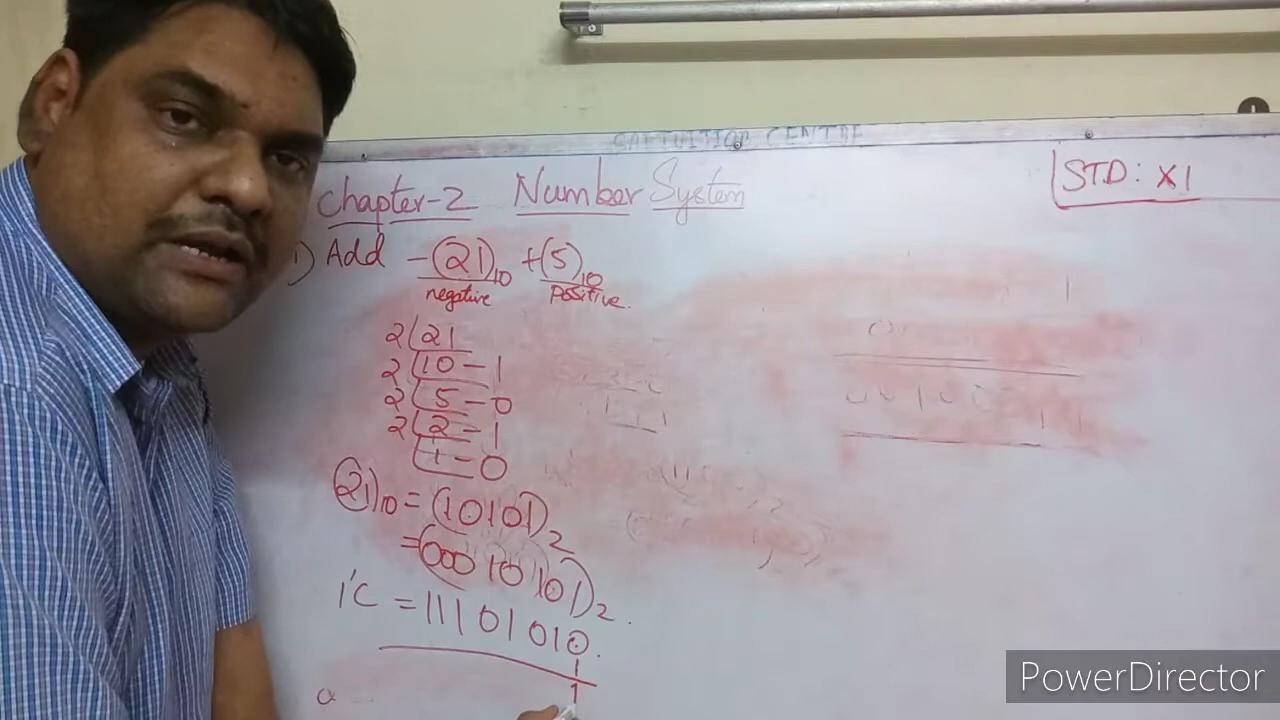 Chapter-2 Number System
STD: XI
1) Add -(21)10 + (5)10
negative positive.
2 21
2 10 - 1
2 5 - 0
2 2 - 1
1 - 0
(21)10 = (10101)2
= (00010101)2.
1'C = 11101010.
1
1
PowerDirector